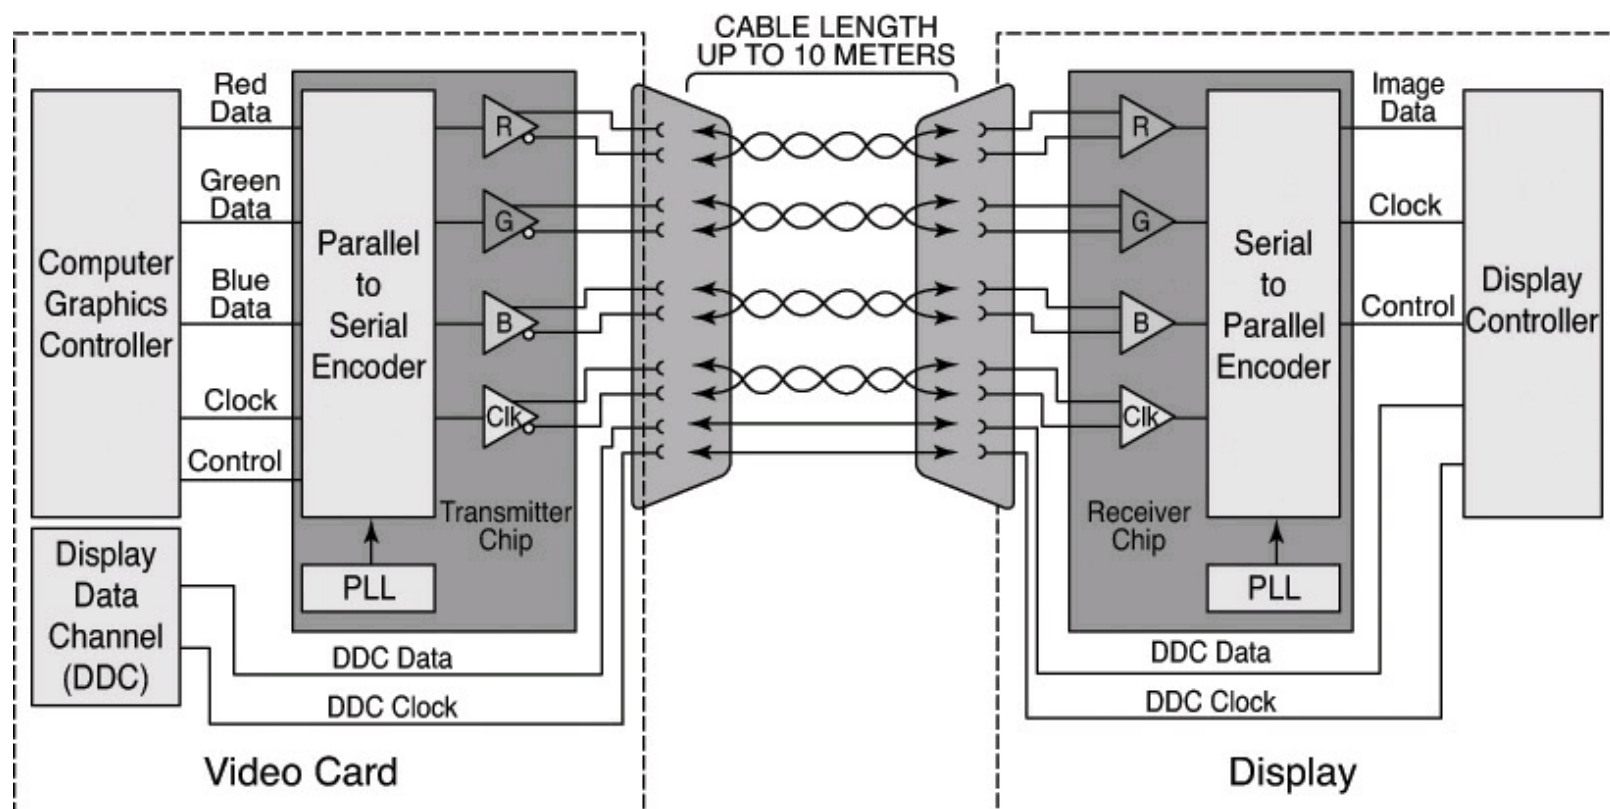 CABLE LENGTH
UP TO 10 METERS
Red
Data
Green
Data
Blue
Data
Clock
Control
Computer
Graphics
Controller
Parallel
to
Serial
Encoder
R
G
B
Clk
Transmitter
Chip
PLL
Display
Data
Channel
(DDC)
DDC Data
DDC Clock
Video Card
R
G
B
Clk
Receiver
Chip
Serial
to
Parallel
Encoder
PLL
Image
Data
Clock
Control
Display
Controller
DDC Data
DDC Clock
Display